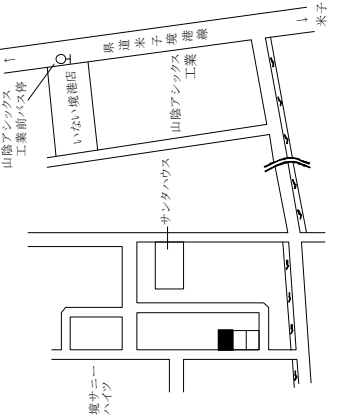 山陰アシックス
工業前バス停
いない境港店
県道米子境港線
山陰アシックス
工業
米子
サンタハウス
境サニー
ハイツ